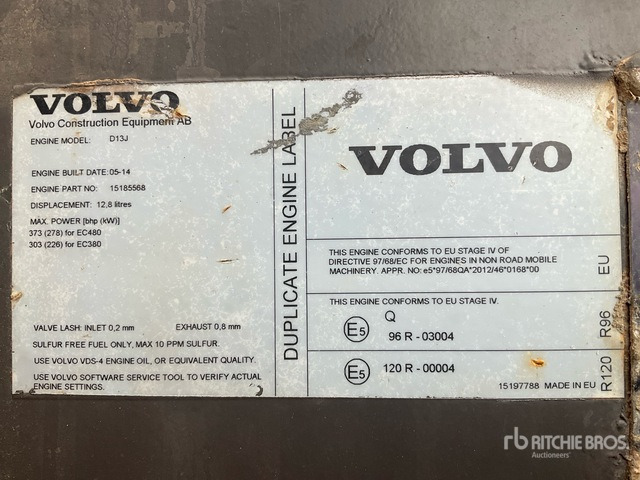 VOLVO
Volvo Construction Equipment AB
ENGINE MODEL: D13J
ENGINE BUILT DATE:05-14
ENGINE PART NO: 15185568
DISPLACEMENT: 12,8 litres
MAX. POWER [bhp (kW)]
373 (278) for EC480
303 (226) for EC380
VALVE LASH: INLET 0,2 mm EXHAUST 0,8 mm
SULFUR FREE FUEL ONLY, MAX 10 PPM SULFUR.
USE VOLVO VDS-4 ENGINE OIL, OR EQUIVALENT QUALITY.
USE VOLVO SOFTWARE SERVICE TOOL TO VERIFY ACTUAL
ENGINE SETTINGS.
DUPLICATE ENGINE LABEL
VOLVO
THIS ENGINE CONFORMS TO EU STAGE IV OF
DIRECTIVE 97/68/EC FOR ENGINES IN NON ROAD MOBILE
MACHINERY. APPR. NO: e5*97/68QA*2012/46*0168*00
EU
THIS ENGINE CONFORMS TO EU STAGE IV.
Q
E5 96 R - 03004
R96
E5 120 R - 00004
R120
15197788 MADE IN EU
rb RITCHIE BROS.
Auctioneers